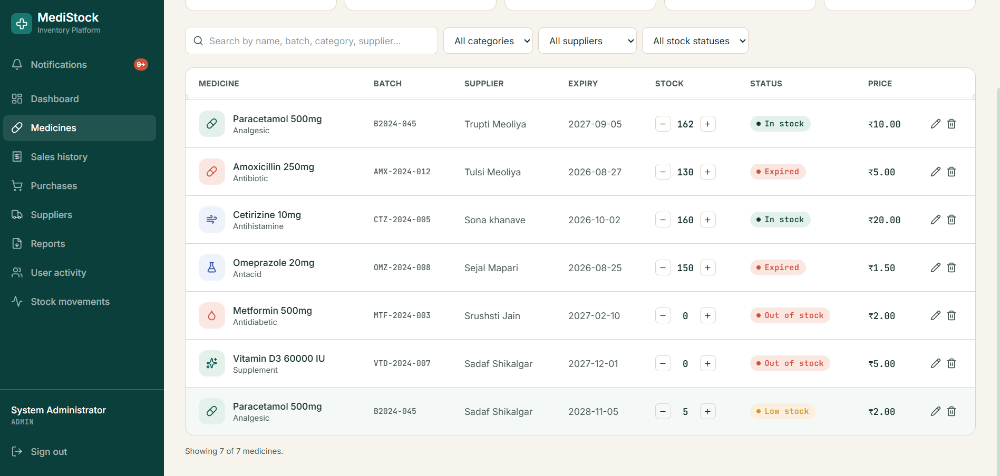 MediStock
Inventory Platform
Notifications 9+
Dashboard
Medicines
Sales history
Purchases
Suppliers
Reports
User activity
Stock movements
System Administrator
ADMIN
Sign out
Search by name, batch, category, supplier...
All categories
All suppliers
All stock statuses
MEDICINE BATCH SUPPLIER EXPIRY STOCK STATUS PRICE
Paracetamol 500mg
Analgesic
B2024-045 Trupti Meoliya 2027-09-05 − 162 + In stock ₹10.00
Amoxicillin 250mg
Antibiotic
AMX-2024-012 Tulsi Meoliya 2026-08-27 − 130 + Expired ₹5.00
Cetirizine 10mg
Antihistamine
CTZ-2024-005 Sona khanave 2026-10-02 − 160 + In stock ₹20.00
Omeprazole 20mg
Antacid
OMZ-2024-008 Sejal Mapari 2026-08-25 − 150 + Expired ₹1.50
Metformin 500mg
Antidiabetic
MTF-2024-003 Srushsti Jain 2027-02-10 − 0 + Out of stock ₹2.00
Vitamin D3 60000 IU
Supplement
VTD-2024-007 Sadaf Shikalgar 2027-12-01 − 0 + Out of stock ₹5.00
Paracetamol 500mg
Analgesic
B2024-045 Sadaf Shikalgar 2028-11-05 − 5 + Low stock ₹2.00
Showing 7 of 7 medicines.